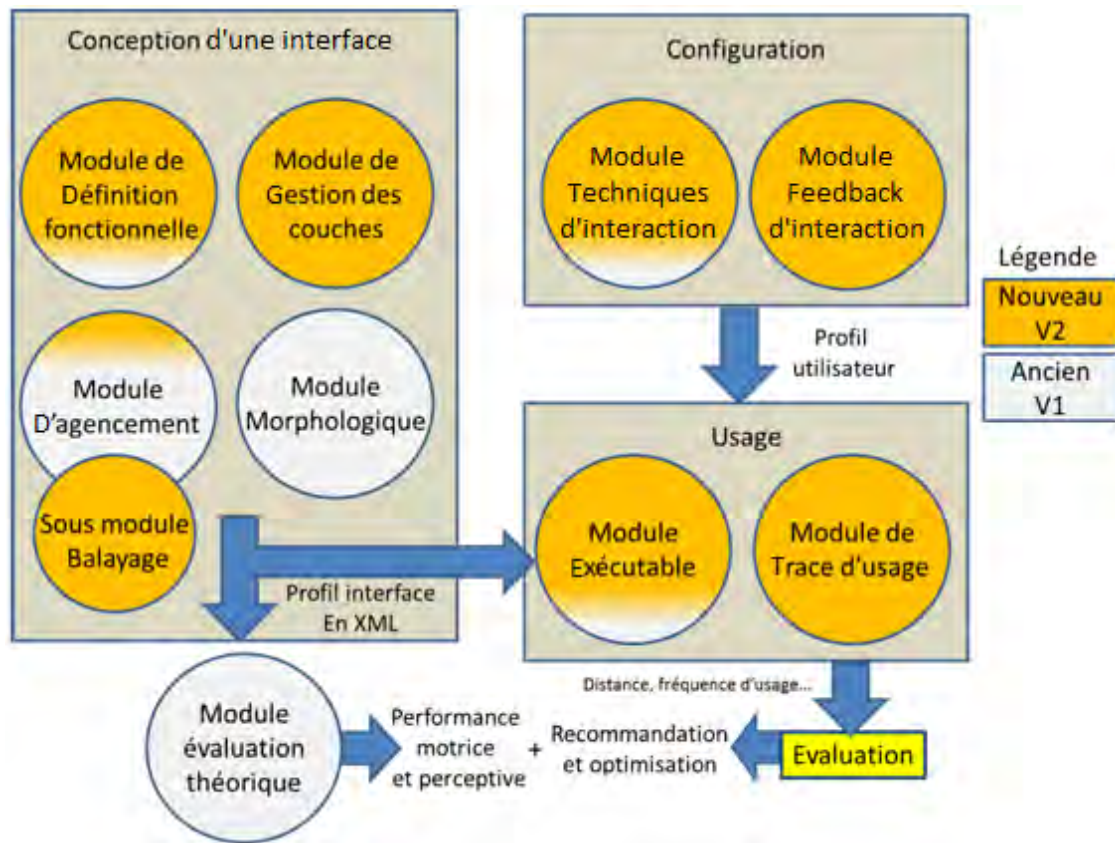 Conception d'une interface
Module de
Définition
fonctionnelle
Module de
Gestion des
couches
Module
D'agencement
Module
Morphologique
Sous module
Balayage
Profil interface
En XML
Configuration
Module
Techniques
d'interaction
Module
Feedback
d'interaction
Profil
utilisateur
Légende
Nouveau
V2
Ancien
V1
Usage
Module
Exécutable
Module de
Trace d'usage
Distance, fréquence d'usage...
Module
évaluation
théorique
Performance
motrice
et perceptive
+
Recommandation
et optimisation
Evaluation